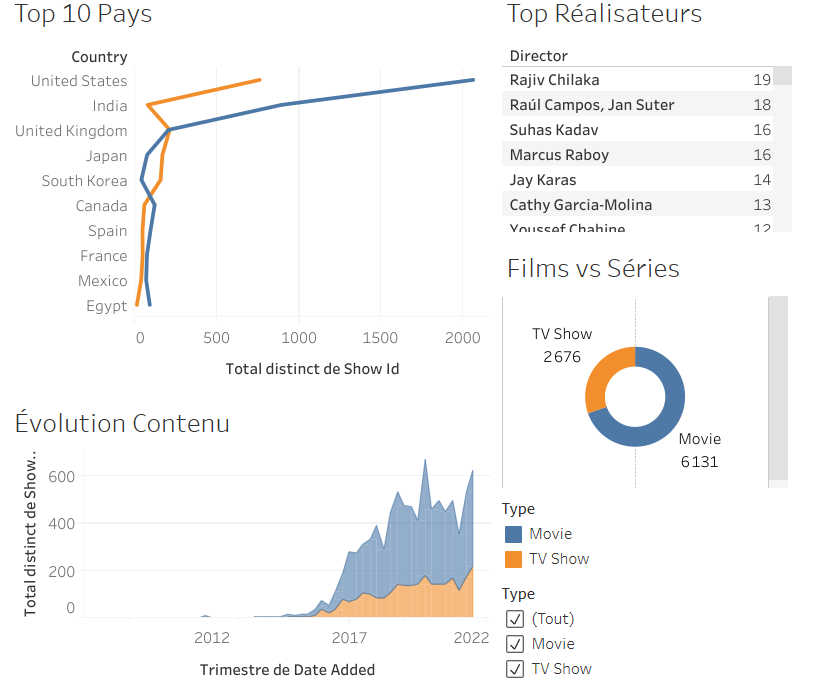 Top 10 Pays
Country
United States
India
United Kingdom
Japan
South Korea
Canada
Spain
France
Mexico
Egypt
0 500 1000 1500 2000
Total distinct de Show Id
Évolution Contenu
Total distinct de Show..
600
400
200
0
2012 2017 2022
Trimestre de Date Added
Top Réalisateurs
Director
Rajiv Chilaka 19
Raúl Campos, Jan Suter 18
Suhas Kadav 16
Marcus Raboy 16
Jay Karas 14
Cathy Garcia-Molina 13
Youssef Chahine 12
Films vs Séries
TV Show
2 676
Movie
6 131
Type
Movie
TV Show
Type
(Tout)
Movie
TV Show